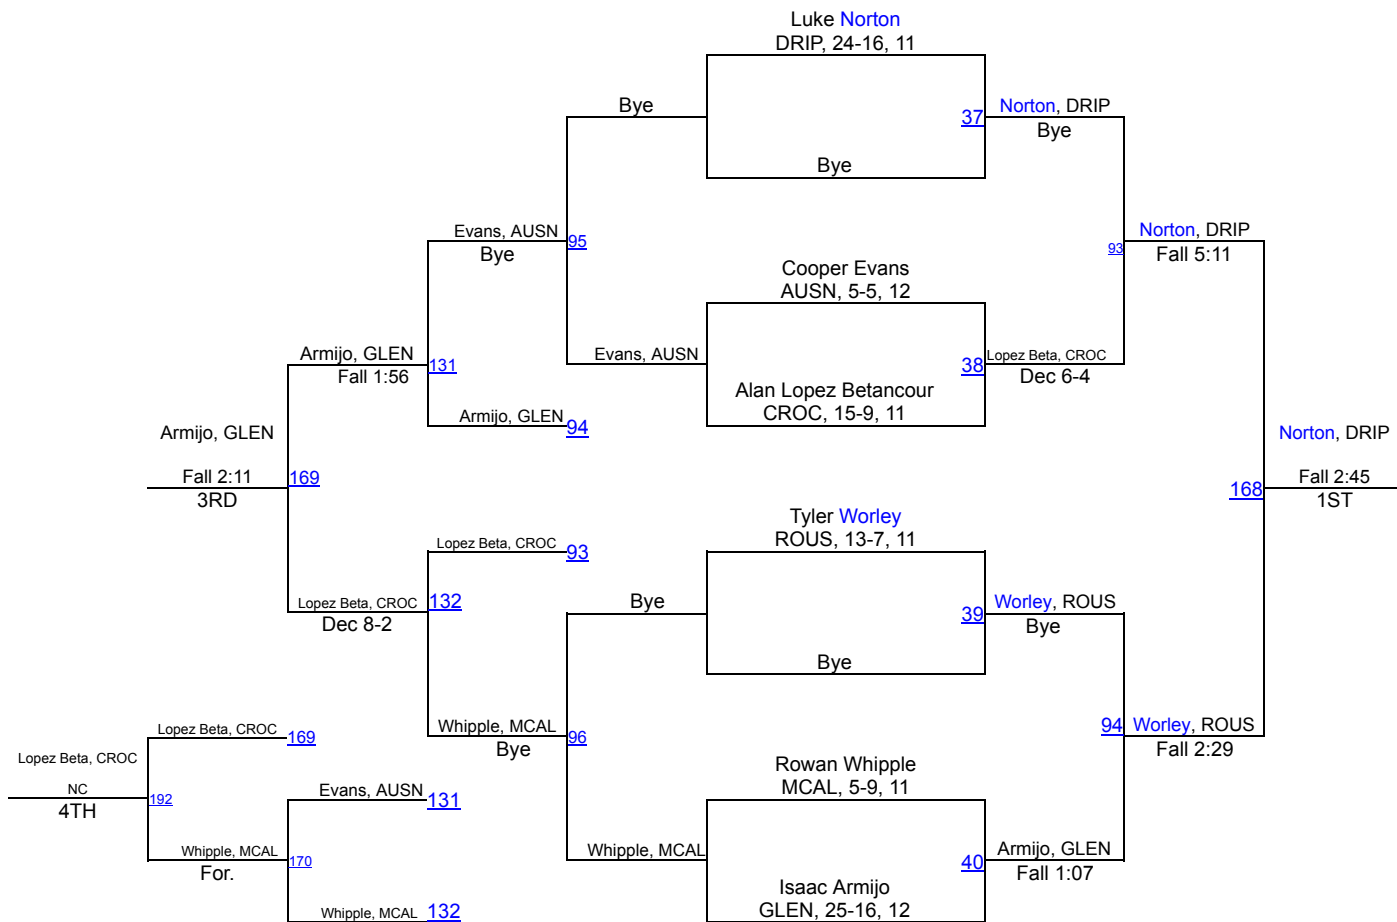 Luke Norton
DRIP, 24-16, 11
Bye
37
Norton, DRIP
Bye
Bye
Evans, AUSN
95
Bye
Norton, DRIP
93
Fall 5:11
Cooper Evans
AUSN, 5-5, 12
Armijo, GLEN
131
Fall 1:56
Evans, AUSN
38
Lopez Beta, CROC
Dec 6-4
Alan Lopez Betancour
CROC, 15-9, 11
Armijo, GLEN
94
Armijo, GLEN
Norton, DRIP
Fall 2:11
169
3RD
168
Fall 2:45
1ST
Tyler Worley
ROUS, 13-7, 11
Lopez Beta, CROC
93
Lopez Beta, CROC
132
Dec 8-2
Bye
39
Worley, ROUS
Bye
Bye
Whipple, MCAL
96
Bye
94
Worley, ROUS
Fall 2:29
Lopez Beta, CROC
169
Lopez Beta, CROC
NC
192
4TH
Rowan Whipple
MCAL, 5-9, 11
Evans, AUSN
131
Whipple, MCAL
170
For.
Whipple, MCAL
40
Armijo, GLEN
Fall 1:07
Isaac Armijo
GLEN, 25-16, 12
Whipple, MCAL
132